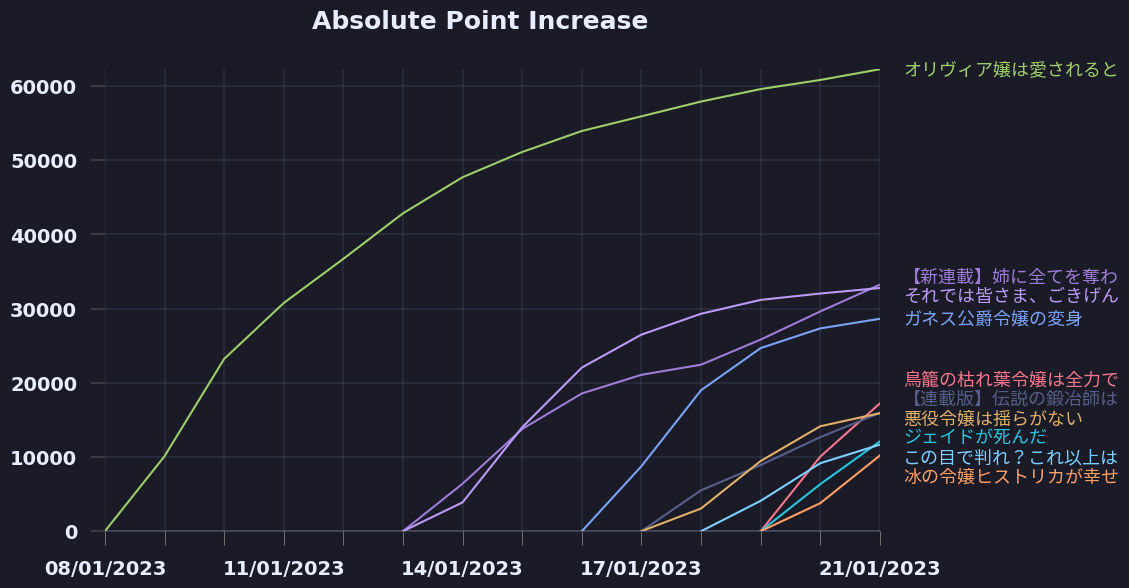 Absolute Point Increase
60000
50000
40000
30000
20000
10000
0
08/01/2023
11/01/2023
14/01/2023
17/01/2023
21/01/2023
オリヴィア嬢は愛されると
【新連載】姉に全てを奪わ
それでは皆さま、ごきげん
ガネス公爵令嬢の変身
鳥籠の枯れ葉令嬢は全力で
【連載版】伝説の鍛冶師は
悪役令嬢は揺らがない
ジェイドが死んだ
この目で判れ？これ以上は
氷の令嬢ヒストリカが幸せ